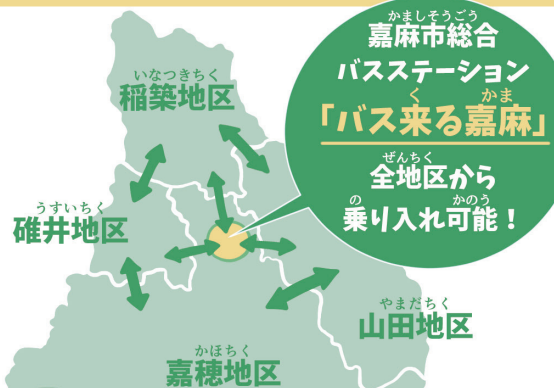 かましそうごう
嘉麻市総合
バスステーション
く かま
「バス来る嘉麻」
ぜんちく
全地区から
の かのう
乗り入れ可能！
いなつきちく
稲築地区
うすいちく
碓井地区
やまだちく
山田地区
かほちく
嘉穂地区